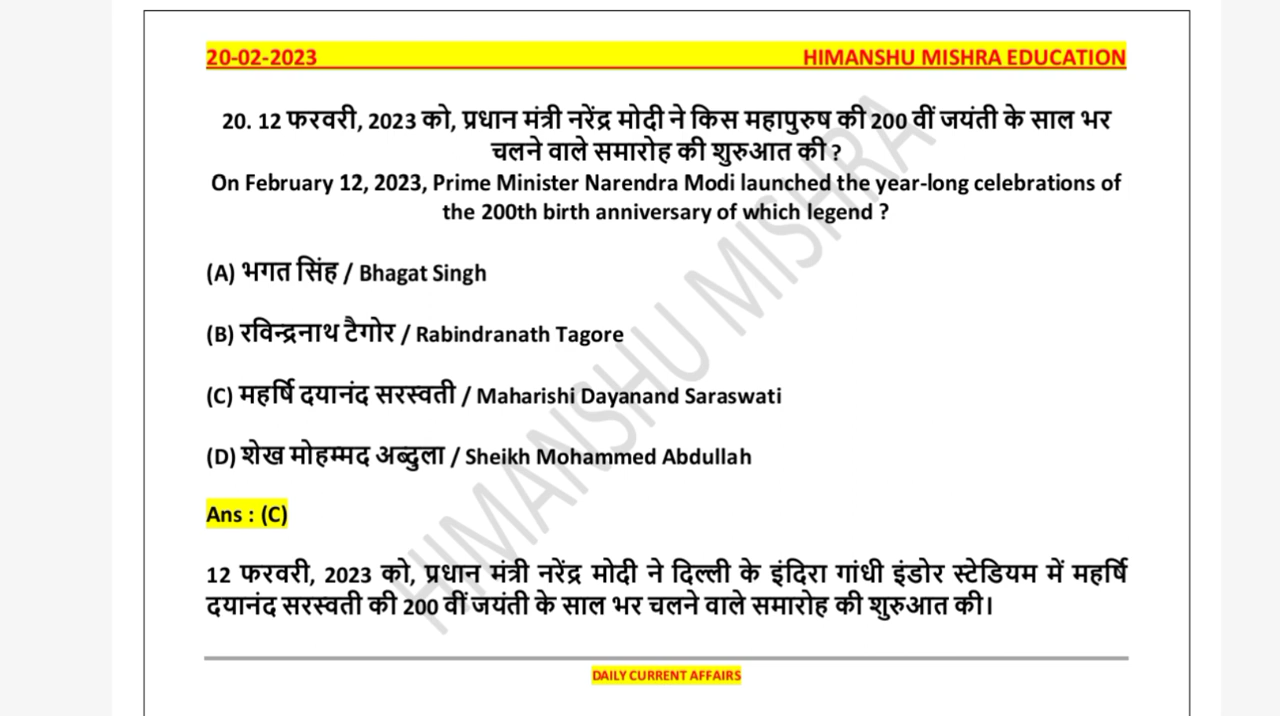 20-02-2023 HIMANSHU MISHRA EDUCATION
20. 12 फरवरी, 2023 को, प्रधान मंत्री नरेंद्र मोदी ने किस महापुरुष की 200 वीं जयंती के साल भर
चलने वाले समारोह की शुरुआत की ?
On February 12, 2023, Prime Minister Narendra Modi launched the year-long celebrations of
the 200th birth anniversary of which legend ?
(A) भगत सिंह / Bhagat Singh
(B) रविन्द्रनाथ टैगोर / Rabindranath Tagore
(C) महर्षि दयानंद सरस्वती / Maharishi Dayanand Saraswati
(D) शेख मोहम्मद अब्दुला / Sheikh Mohammed Abdullah
Ans : (C)
12 फरवरी, 2023 को, प्रधान मंत्री नरेंद्र मोदी ने दिल्ली के इंदिरा गांधी इंडोर स्टेडियम में महर्षि
दयानंद सरस्वती की 200 वीं जयंती के साल भर चलने वाले समारोह की शुरुआत की।
DAILY CURRENT AFFAIRS
HIMANSHU MISHRA